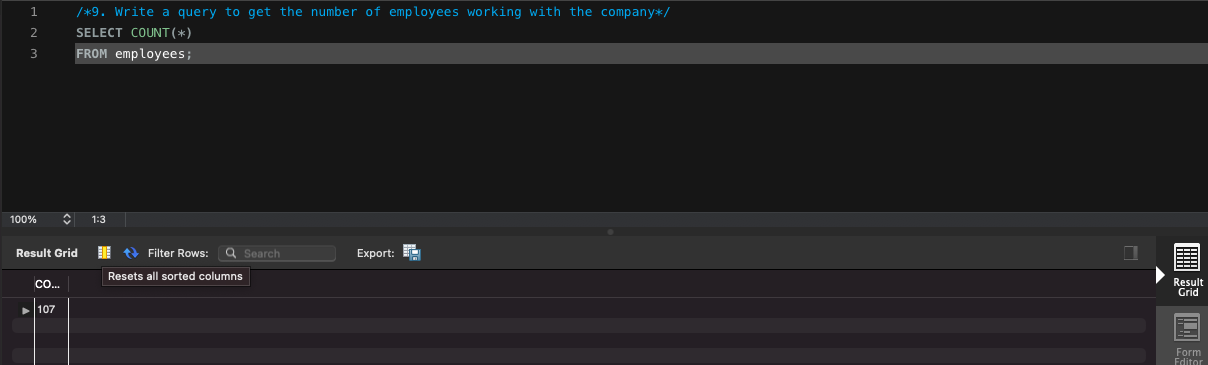 1 /*9. Write a query to get the number of employees working with the company*/
2 SELECT COUNT(*)
3 FROM employees;
100% 1:3
Result Grid Filter Rows: Search Export:
Resets all sorted columns
CO...
107
Result
Grid
Form
Editor